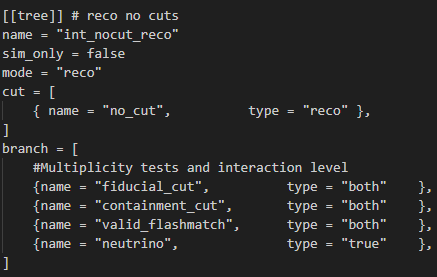 [[tree]] # reco no cuts
name = "int_nocut_reco"
sim_only = false
mode = "reco"
cut = [
    { name = "no_cut",          type = "reco" },
]
branch = [
    #Multiplicity tests and interaction level
    {name = "fiducial_cut",          type = "both"    },
    {name = "containment_cut",       type = "both"    },
    {name = "valid_flashmatch",      type = "both"    },
    {name = "neutrino",              type = "true"    },
]